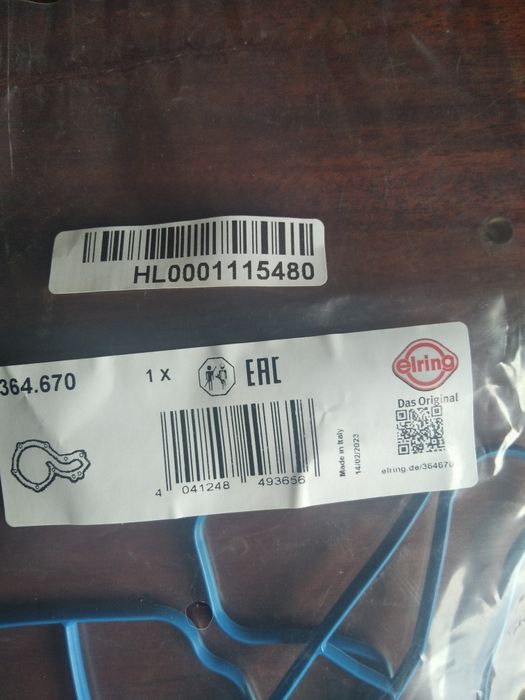 HL0001115480
364.670
1 X
EAC
elring
Das Original
4 041248 493656
Made in Italy
14/02/2023
elring.de/364670